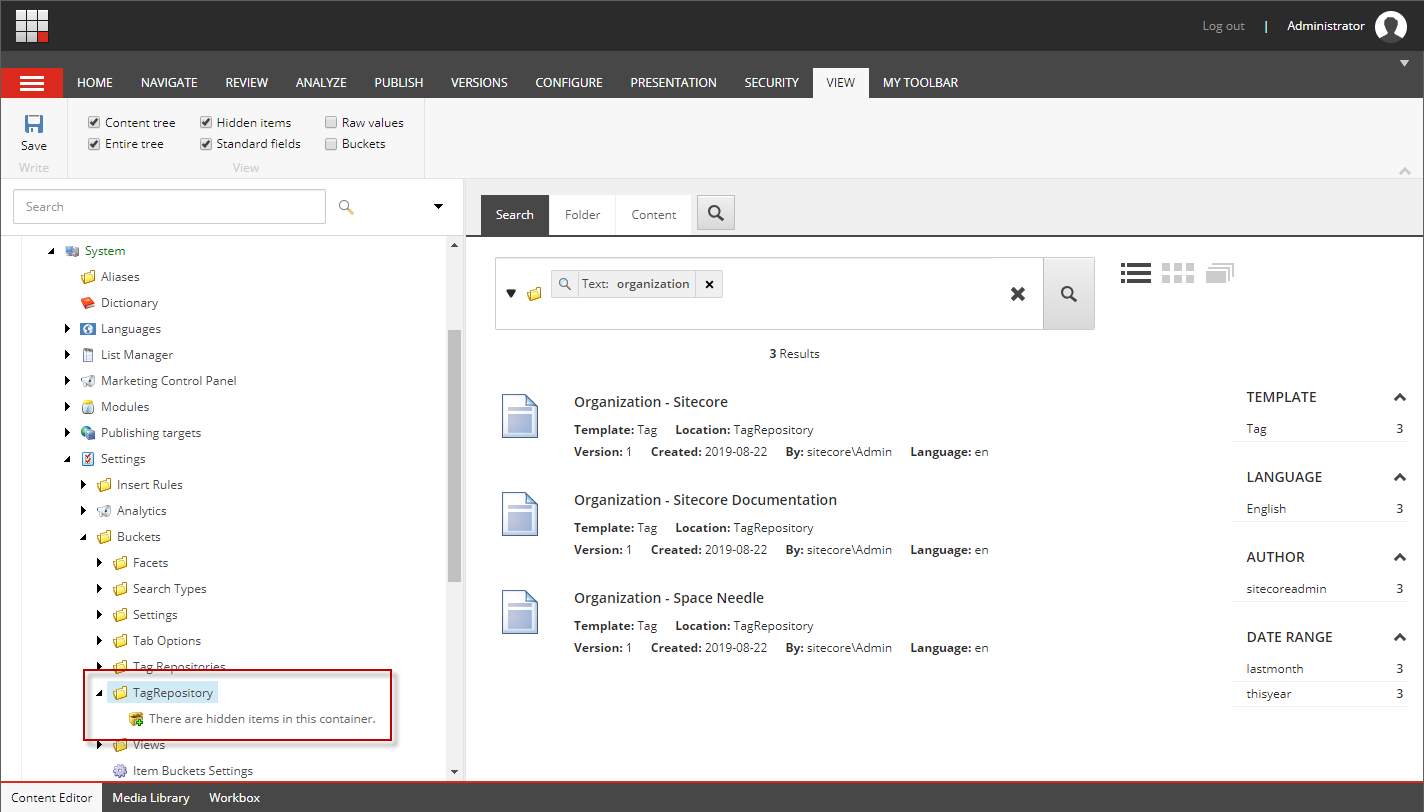 Log out | Administrator
HOME NAVIGATE REVIEW ANALYZE PUBLISH VERSIONS CONFIGURE PRESENTATION SECURITY VIEW MY TOOLBAR
Content tree Hidden items Raw values
Save Entire tree Standard fields Buckets
Write View
Search
Search Folder Content
System
Aliases
Dictionary
Languages
List Manager
Marketing Control Panel
Modules
Publishing targets
Settings
Insert Rules
Analytics
Buckets
Facets
Search Types
Settings
Tab Options
Tag Repositories
TagRepository
There are hidden items in this container.
Views
Item Buckets Settings
Text: organization
3 Results
Organization - Sitecore
Template: Tag Location: TagRepository
Version: 1 Created: 2019-08-22 By: sitecore\Admin Language: en
Organization - Sitecore Documentation
Template: Tag Location: TagRepository
Version: 1 Created: 2019-08-22 By: sitecore\Admin Language: en
Organization - Space Needle
Template: Tag Location: TagRepository
Version: 1 Created: 2019-08-22 By: sitecore\Admin Language: en
TEMPLATE
Tag 3
LANGUAGE
English 3
AUTHOR
sitecoreadmin 3
DATE RANGE
lastmonth 3
thisyear 3
Content Editor Media Library Workbox